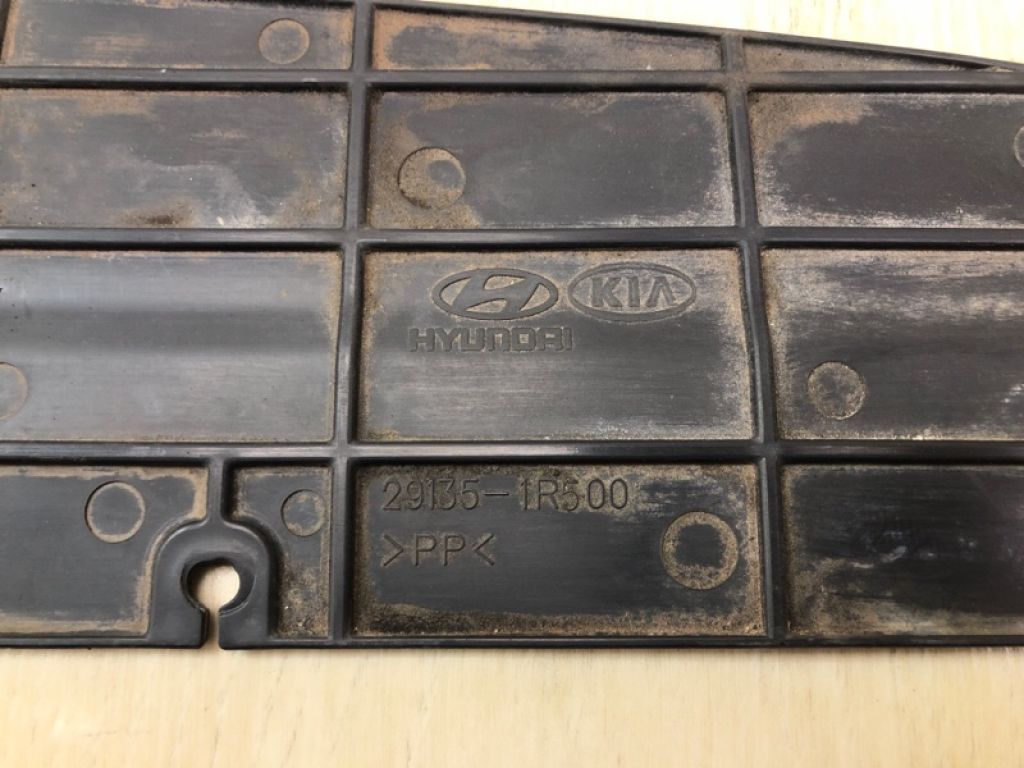 KIA
HYUNDAI
29135-1R500
>PP<